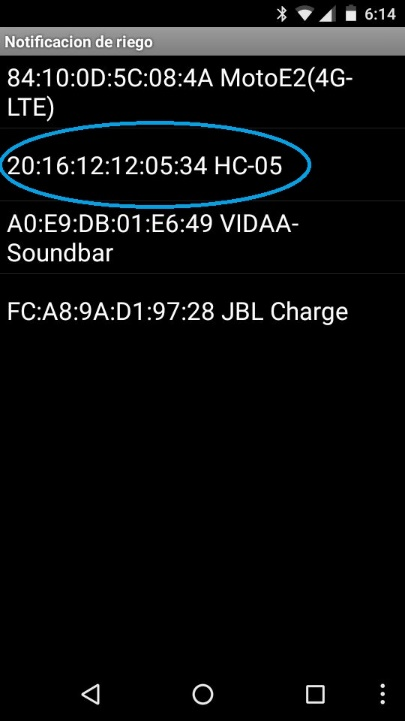 6:14
Notificacion de riego
84:10:0D:5C:08:4A MotoE2(4G-
LTE)
20:16:12:12:05:34 HC-05
A0:E9:DB:01:E6:49 VIDAA-
Soundbar
FC:A8:9A:D1:97:28 JBL Charge